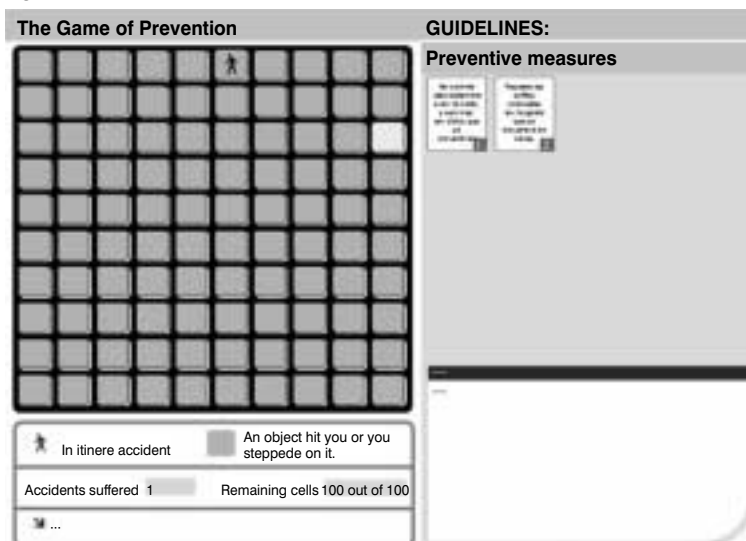 The Game of Prevention
GUIDELINES:
Preventive measures
In itinere accident
An object hit you or you
steppede on it.
Accidents suffered 1
Remaining cells 100 out of 100
...